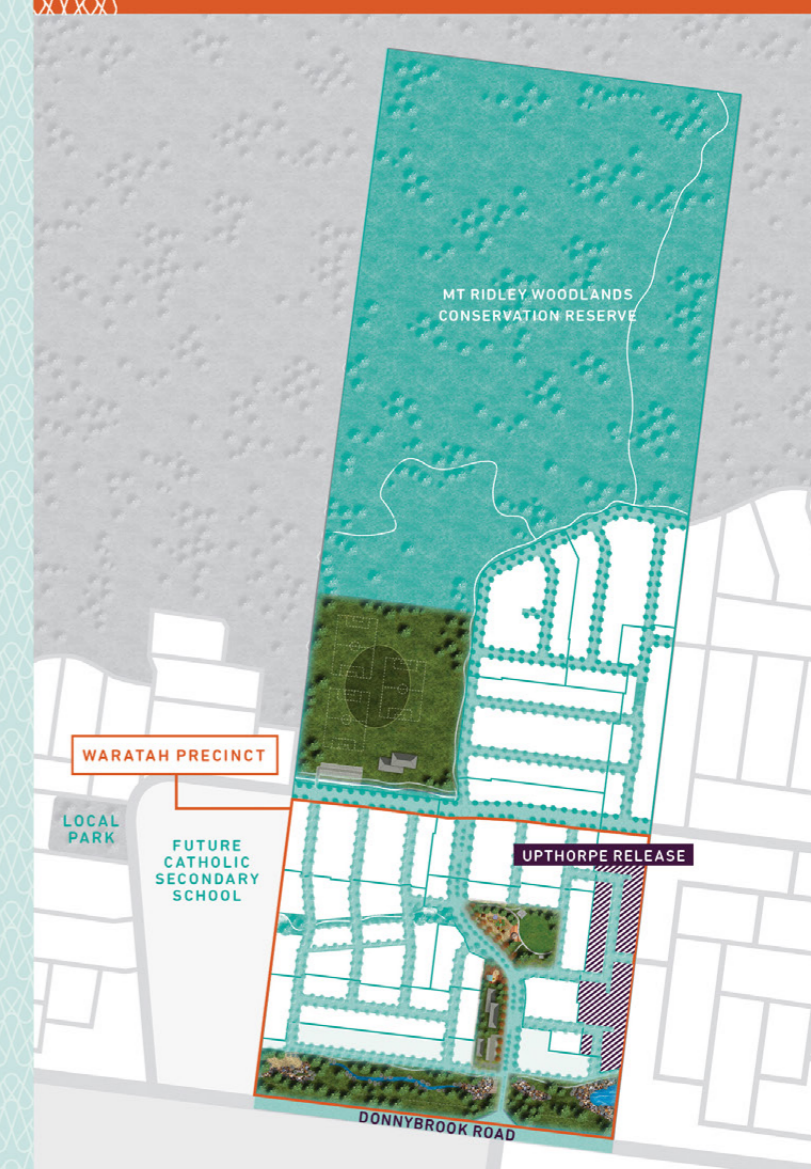 MT RIDLEY WOODLANDS
CONSERVATION RESERVE
WARATAH PRECINCT
LOCAL
PARK
FUTURE
CATHOLIC
SECONDARY
SCHOOL
UPTHORPE RELEASE
DONNYBROOK ROAD